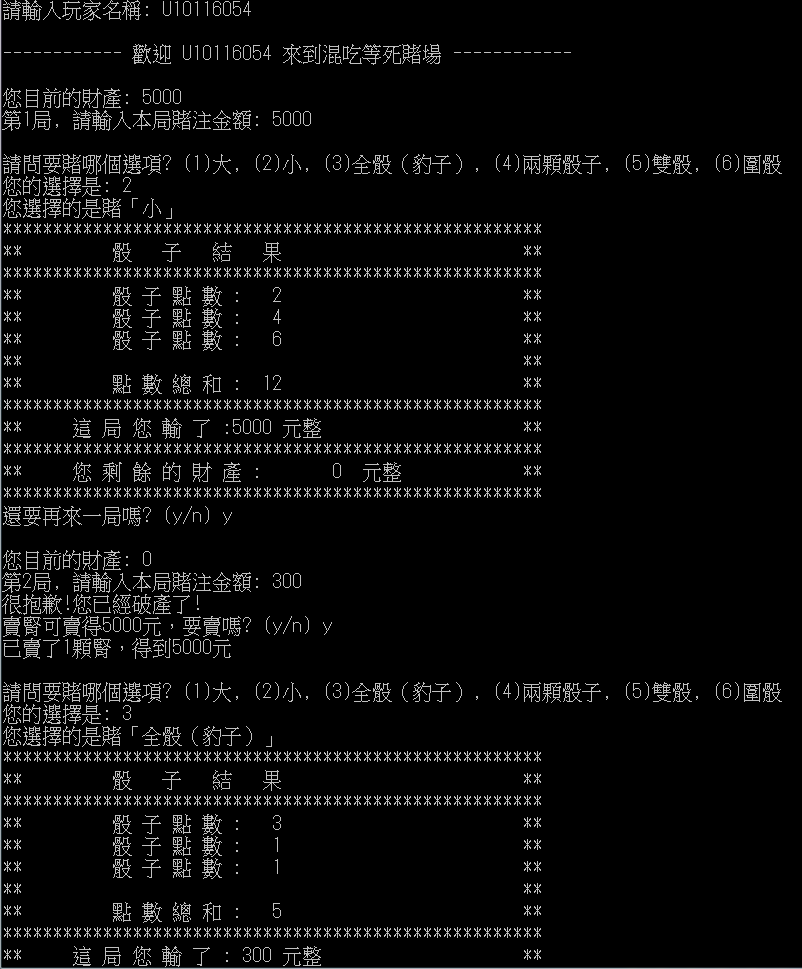 請輸入玩家名稱: U10116054
------------ 歡迎 U10116054 來到混吃等死賭場 ------------
您目前的財產: 5000
第1局, 請輸入本局賭注金額: 5000
請問要賭哪個選項? (1)大, (2)小, (3)全骰（豹子）, (4)兩顆骰子, (5)雙骰, (6)圍骰
您的選擇是: 2
您選擇的是賭「小」
******************************************************
** 骰 子 結 果 **
******************************************************
** 骰 子 點 數 : 2 **
** 骰 子 點 數 : 4 **
** 骰 子 點 數 : 6 **
** **
** 點 數 總 和 : 12 **
******************************************************
** 這 局 您 輸 了 :5000 元整 **
******************************************************
** 您 剩 餘 的 財 產 : 0 元整 **
******************************************************
還要再來一局嗎? (y/n) y
您目前的財產: 0
第2局, 請輸入本局賭注金額: 300
很抱歉!您已經破產了!
賣腎可賣得5000元，要賣嗎? (y/n) y
已賣了1顆腎，得到5000元
請問要賭哪個選項? (1)大, (2)小, (3)全骰（豹子）, (4)兩顆骰子, (5)雙骰, (6)圍骰
您的選擇是: 3
您選擇的是賭「全骰（豹子）」
******************************************************
** 骰 子 結 果 **
******************************************************
** 骰 子 點 數 : 3 **
** 骰 子 點 數 : 1 **
** 骰 子 點 數 : 1 **
** **
** 點 數 總 和 : 5 **
******************************************************
** 這 局 您 輸 了 : 300 元整 **